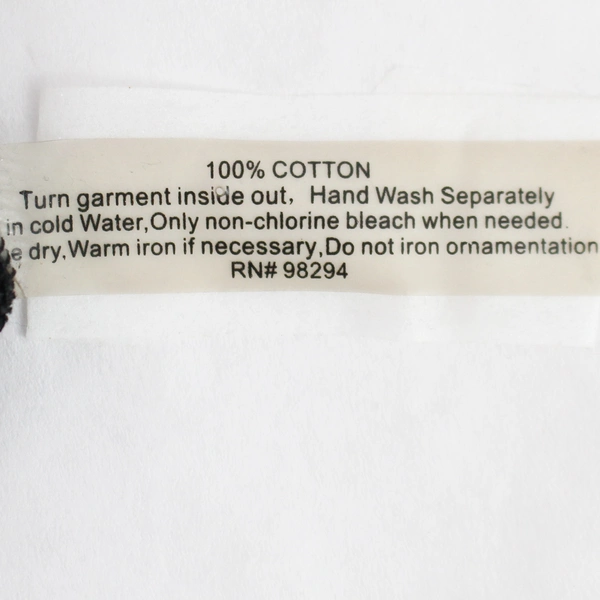 100% COTTON
Turn garment inside out, Hand Wash Separately
in cold Water,Only non-chlorine bleach when needed.
dry,Warm iron if necessary,Do not iron ornamentation
RN# 98294